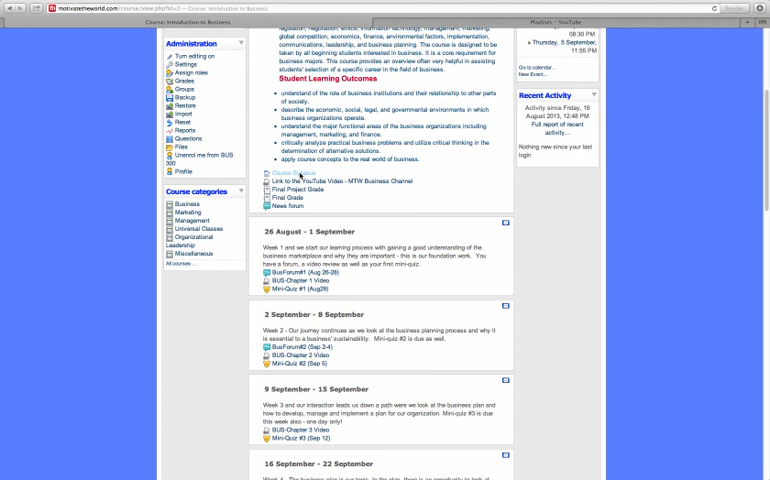 motivatetheworld.com/course/view.php?id=2 – Course: Introduction to Business
Reader
Course: Introduction to Business
Playlists – YouTube
Administration
Turn editing on
Settings
Assign roles
Grades
Groups
Backup
Restore
Import
Reset
Reports
Questions
Files
Unenrol me from BUS
300
Profile
Course categories
Business
Marketing
Management
Universal Classes
Organizational
Leadership
Miscellaneous
All courses ...
regulation, negotiation, ethics, information technology, management, marketing,
global competition, economics, finance, environmental factors, implementation,
communications, leadership, and business planning. The course is designed to be
taken by all beginning students interested in business. It is a core requirement for
business majors. This course provides an overview often very helpful in assisting
students' selection of a specific career in the field of business.
Student Learning Outcomes
understand of the role of business institutions and their relationship to other parts
of society.
describe the economic, social, legal, and governmental environments in which
business organizations operate.
understand the major functional areas of the business organizations including
management, marketing, and finance.
critically analyze practical business problems and utilize critical thinking in the
determination of alternative solutions.
apply course concepts to the real world of business.
Course Syllabus
Link to the YouTube Video - MTW Business Channel
Final Project Grade
Final Grade
News forum
26 August - 1 September
Week 1 and we start our learning process with gaining a good understanding of the
business marketplace and why they are important - this is our foundation work. You
have a forum, a video review as well as your first mini-quiz.
BusForum#1 (Aug 26-28)
BUS-Chapter 1 Video
Mini-Quiz #1 (Aug29)
2 September - 8 September
Week 2 - Our journey continues as we look at the business planning process and why it
is essential to a business' sustainability. Mini-quiz #2 is due as well.
BusForum#2 (Sep 2-4)
BUS-Chapter 2 Video
Mini-Quiz #2 (Sep 5)
9 September - 15 September
Week 3 and our interaction leads us down a path were we look at the business plan and
how to develop, manage and implement a plan for our organization. Mini-quiz #3 is due
this week also - one day only!
BUS-Chapter 3 Video
Mini-Quiz #3 (Sep 12)
16 September - 22 September
08:30 PM
Thursday, 5 September,
11:55 PM
Go to calendar...
New Event...
Recent Activity
Activity since Friday, 16
August 2013, 12:48 PM
Full report of recent
activity...
Nothing new since your last
login